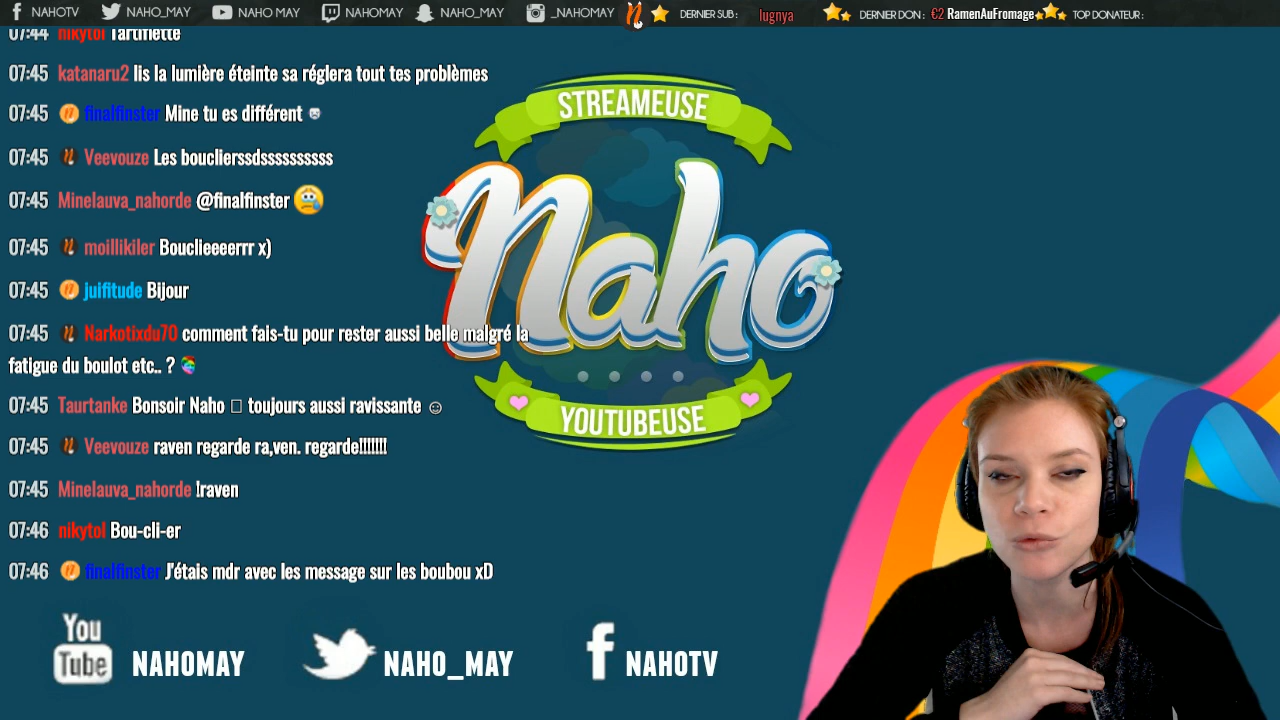 NAHOTV NAHO_MAY NAHO MAY NAHOMAY NAHO_MAY _NAHOMAY DERNIER SUB : lugnya DERNIER DON : €2 RamenAuFromage TOP DONATEUR :
07:44 nikytol Tartiflette
07:45 katanaru2 lis la lumière éteinte sa réglera tout tes problèmes
07:45 finalfinster Mine tu es différent
07:45 Veevouze Les bouclierssdssssssssss
07:45 Minelauva_nahorde @finalfinster
07:45 moillikiler Bouclieeeerrr x)
07:45 juifitude Bijour
07:45 Narkotixdu70 comment fais-tu pour rester aussi belle malgré la
fatigue du boulot etc.. ?
07:45 Taurtanke Bonsoir Naho toujours aussi ravissante ☺
07:45 Veevouze raven regarde ra,ven. regarde!!!!!!!
07:45 Minelauva_nahorde !raven
07:46 nikytol Bou-cli-er
07:46 finalfinster J'étais mdr avec les message sur les boubou xD
STREAMEUSE
Naho
YOUTUBEUSE
You
Tube
NAHOMAY NAHO_MAY NAHOTV